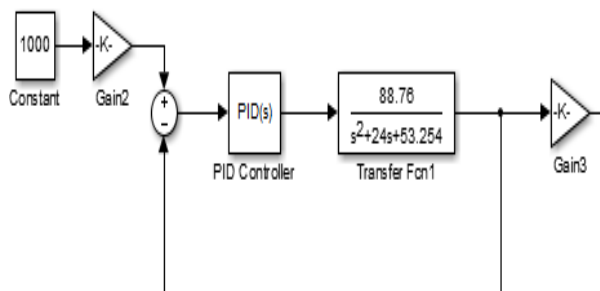 1000
Constant
-K-
Gain2
+
−
PID(s)
PID Controller
88.76
s²+24s+53.254
Transfer Fcn1
-K-
Gain3